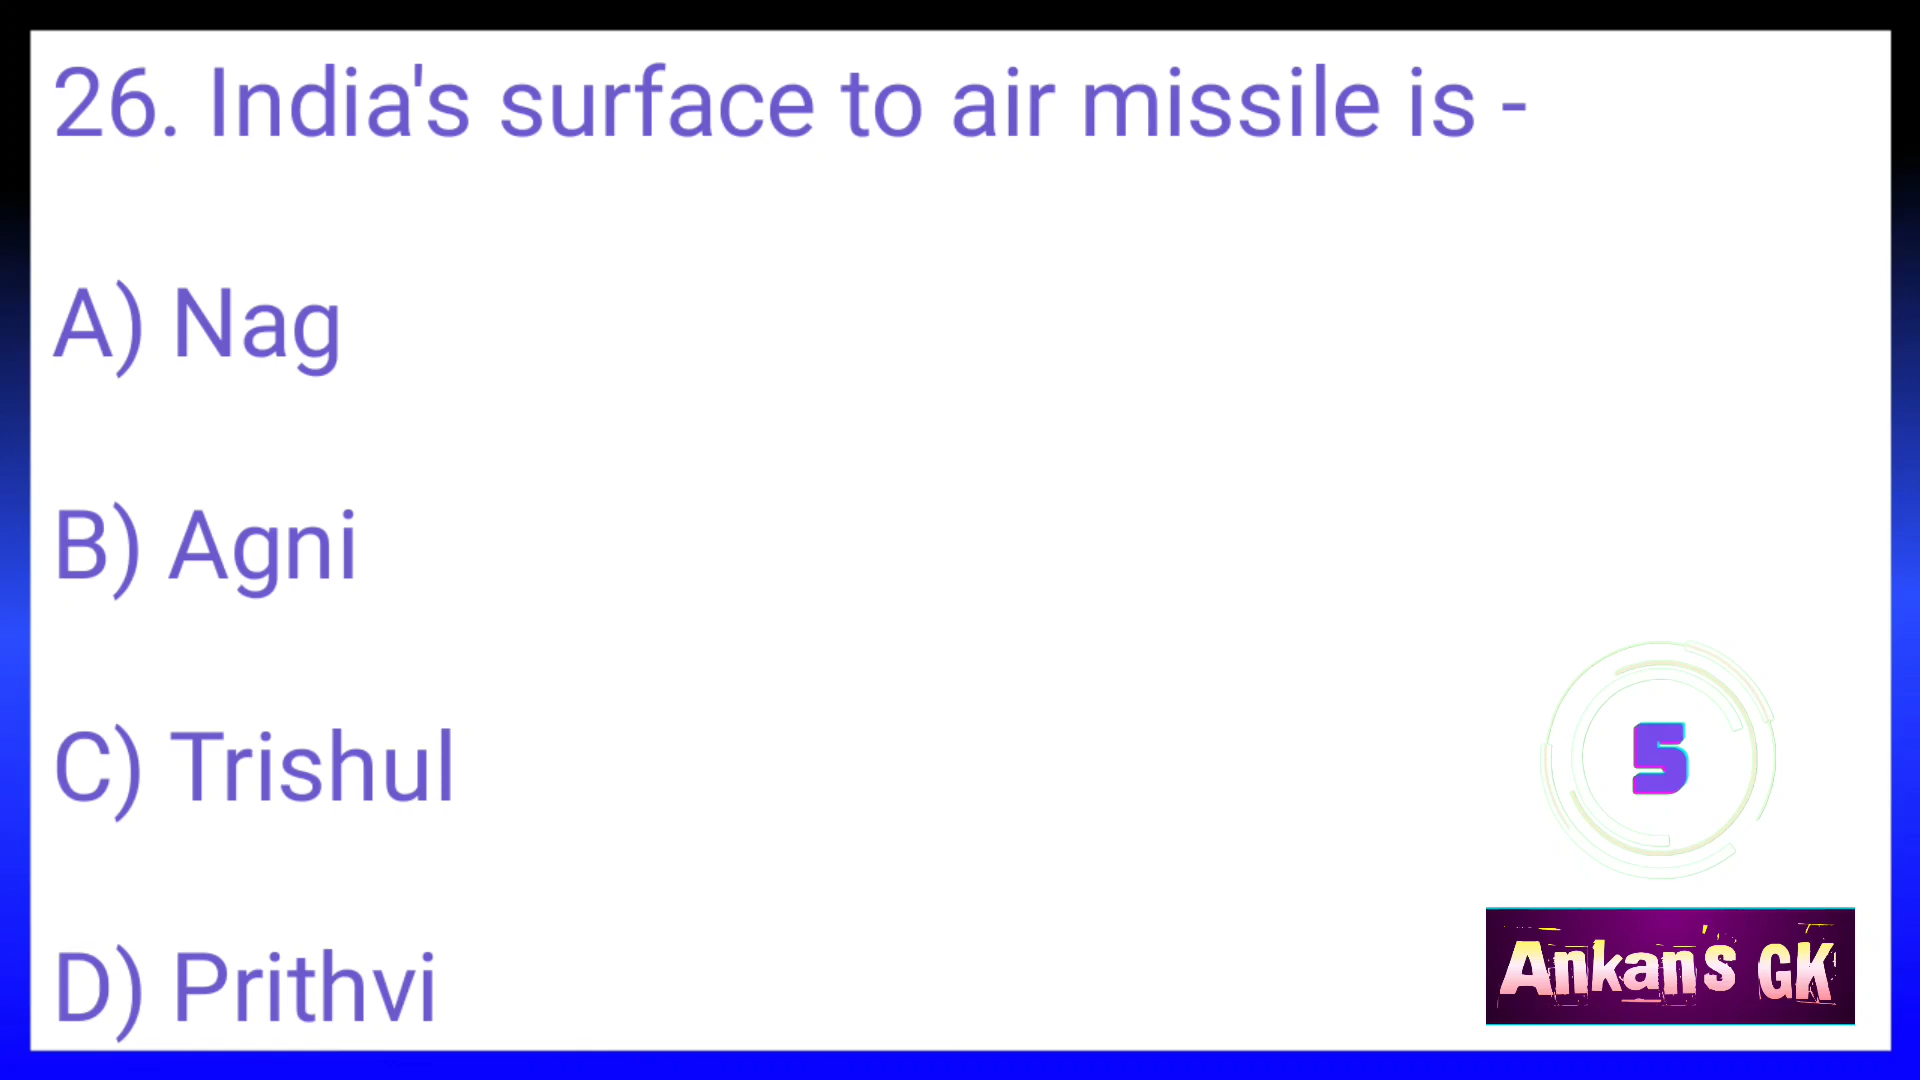 26. India's surface to air missile is -
A) Nag
B) Agni
C) Trishul
5
D) Prithvi
Ankan's GK